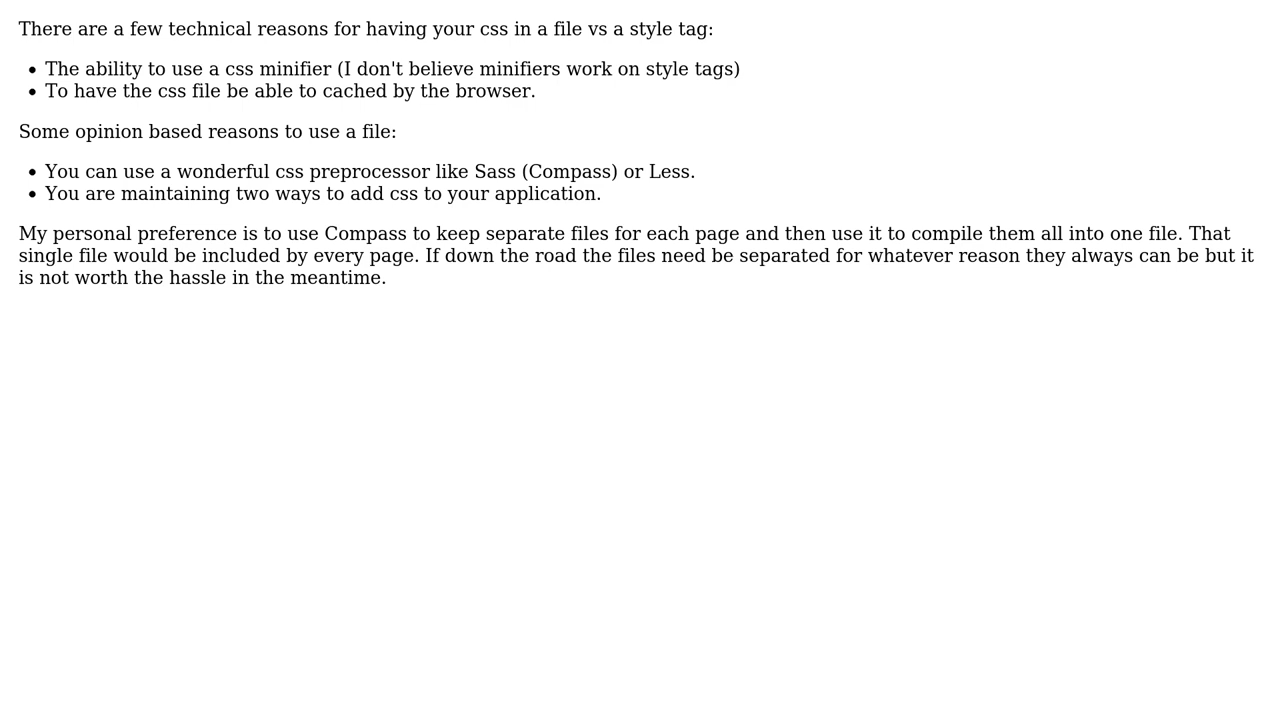 There are a few technical reasons for having your css in a file vs a style tag:
• The ability to use a css minifier (I don't believe minifiers work on style tags)
• To have the css file be able to cached by the browser.
Some opinion based reasons to use a file:
• You can use a wonderful css preprocessor like Sass (Compass) or Less.
• You are maintaining two ways to add css to your application.
My personal preference is to use Compass to keep separate files for each page and then use it to compile them all into one file. That
single file would be included by every page. If down the road the files need be separated for whatever reason they always can be but it
is not worth the hassle in the meantime.